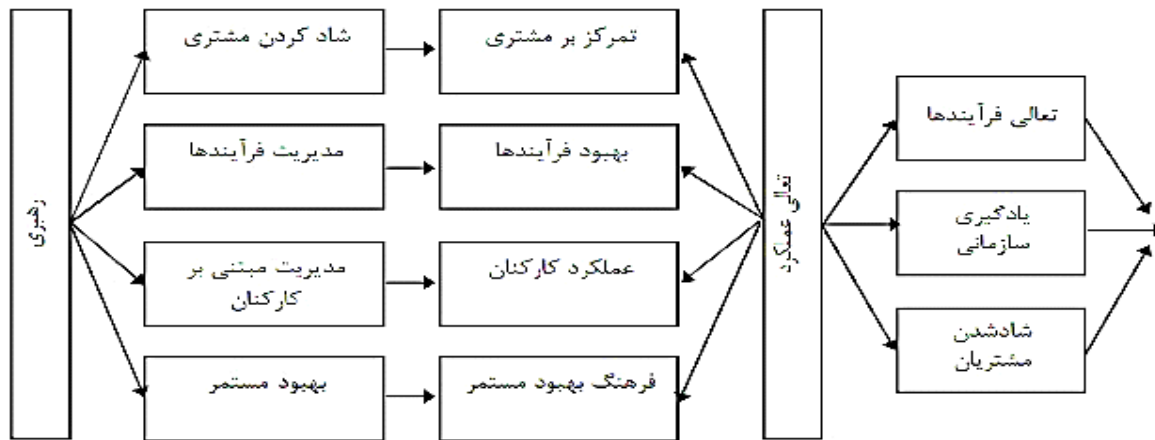 رهبری
شاد کردن مشتری
تمرکز بر مشتری
مدیریت فرآیندها
بهبود فرآیندها
مدیریت مبتنی بر
کارکنان
عملکرد کارکنان
بهبود مستمر
فرهنگ بهبود مستمر
تعالی عملکرد
تعالی فرآیندها
یادگیری
سازمانی
شادشدن
مشتریان